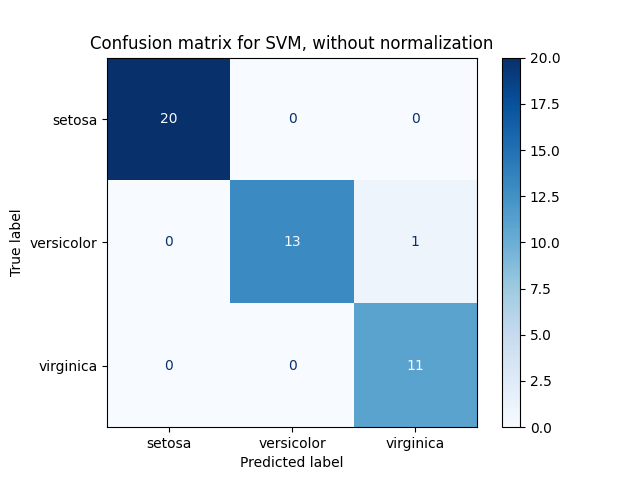 Confusion matrix for SVM, without normalization
True label
setosa 20 0 0
versicolor 0 13 1
virginica 0 0 11
setosa versicolor virginica
Predicted label
20.0
17.5
15.0
12.5
10.0
7.5
5.0
2.5
0.0